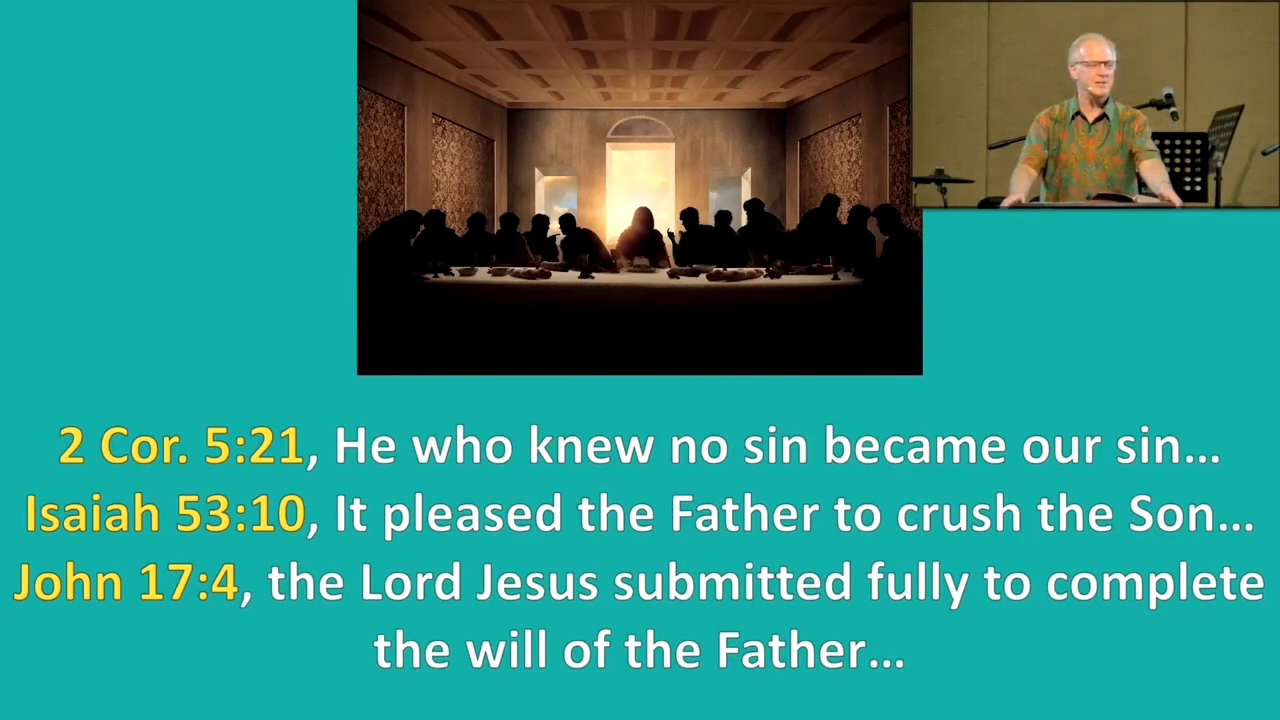 2 Cor. 5:21, He who knew no sin became our sin…
Isaiah 53:10, It pleased the Father to crush the Son…
John 17:4, the Lord Jesus submitted fully to complete
the will of the Father…